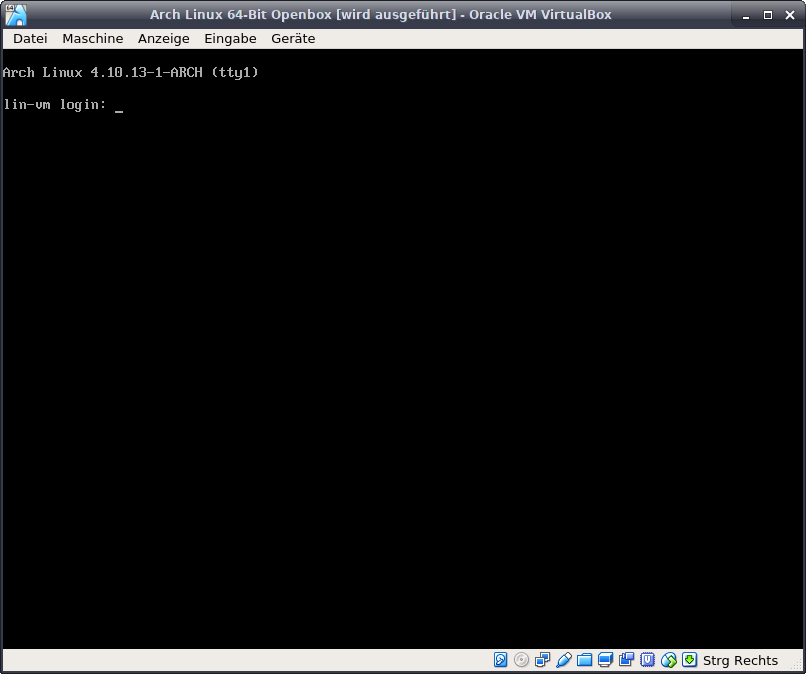 Arch Linux 64-Bit Openbox [wird ausgeführt] - Oracle VM VirtualBox
Datei Maschine Anzeige Eingabe Geräte
Arch Linux 4.10.13-1-ARCH (tty1)
lin-vm login: _
Strg Rechts